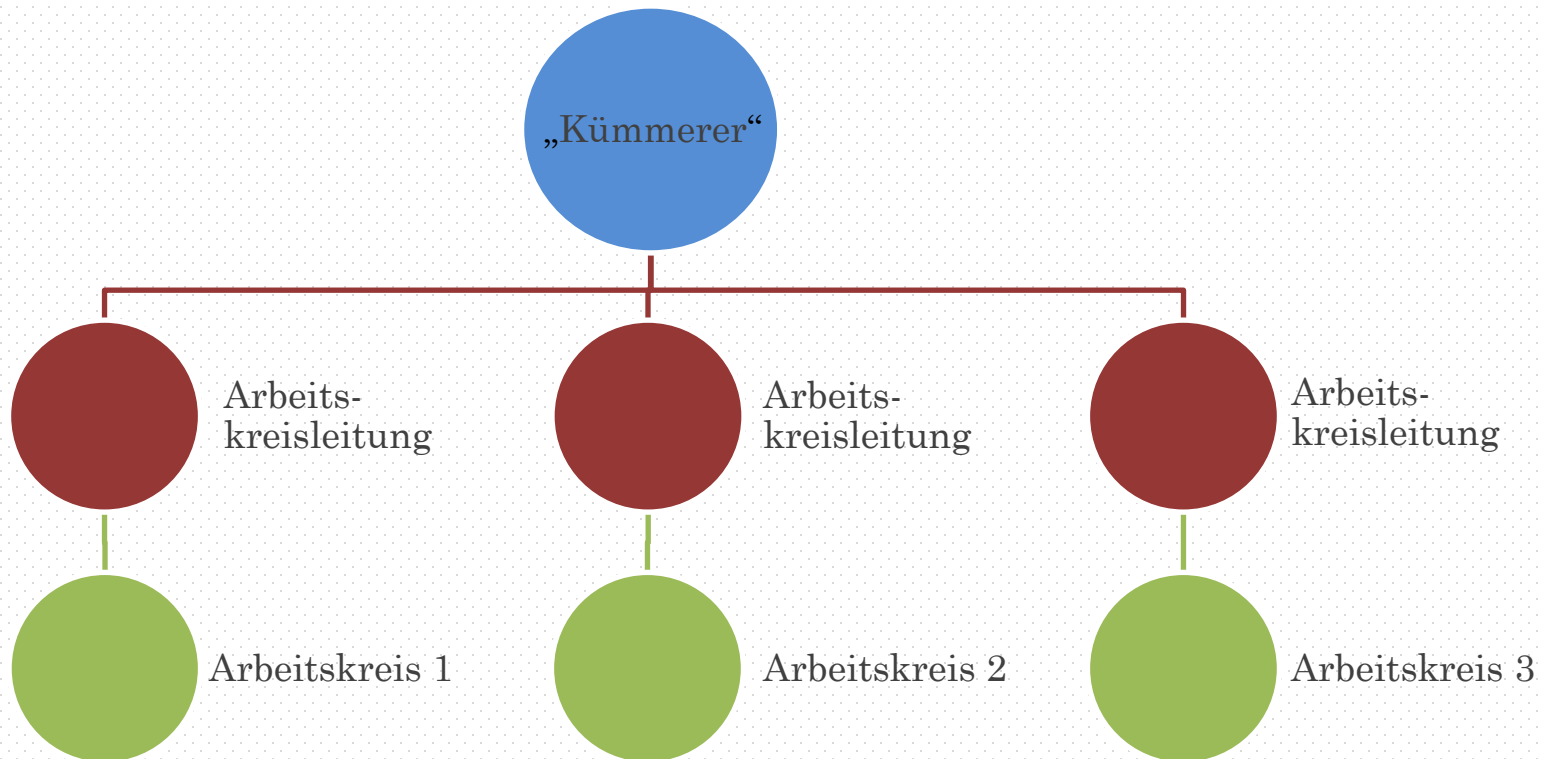 „Kümmerer“
Arbeits-
kreisleitung
Arbeits-
kreisleitung
Arbeits-
kreisleitung
Arbeitskreis 1
Arbeitskreis 2
Arbeitskreis 3